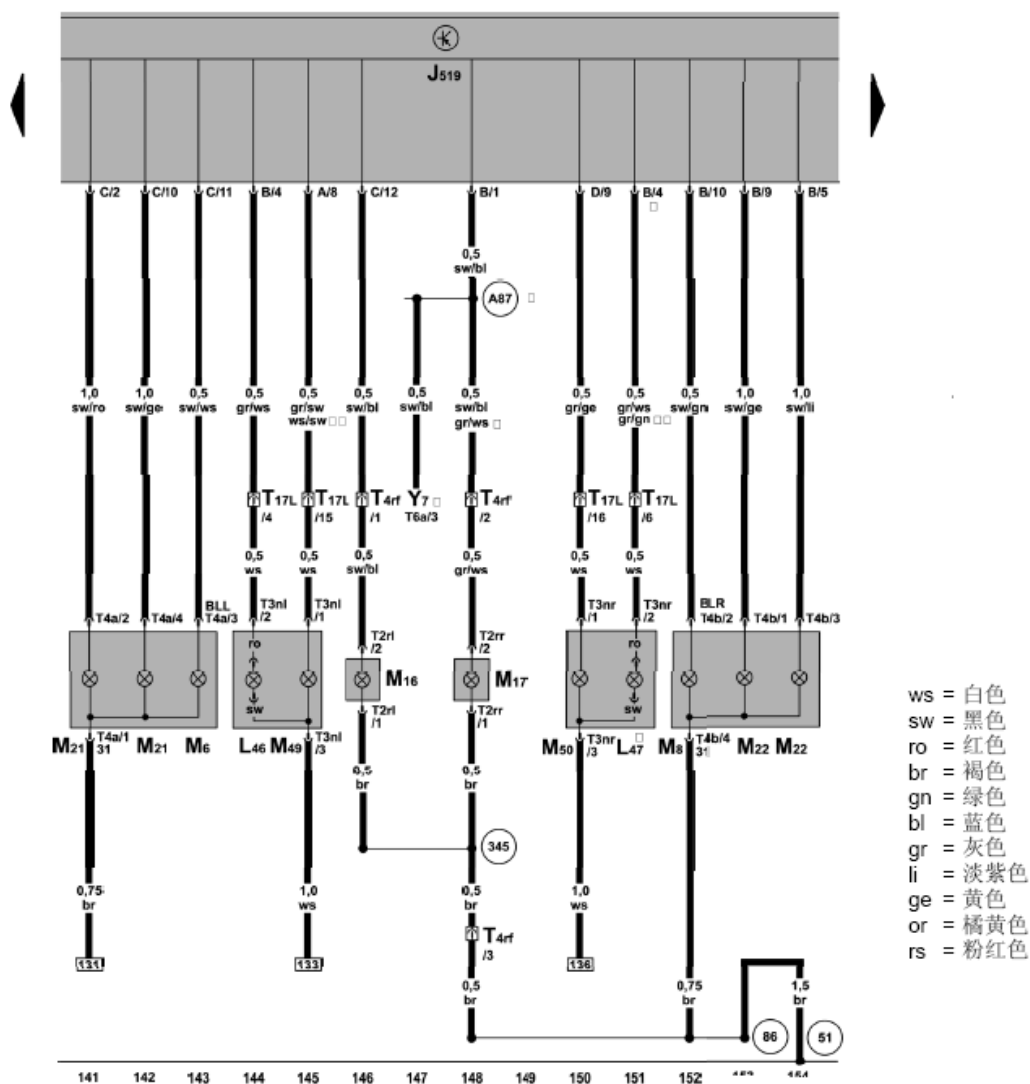 J519
C/2 C/10 C/11 B/4 A/8 C/12 B/1 D/9 B/4 B/10 B/9 B/5
0,5
sw/bl
A87
1,0 1,0 0,5 0,5 0,5 0,5 0,5 0,5 0,5 0,5 0,5 1,0 1,0
sw/ro sw/ge sw/ws gr/ws gr/sw sw/bl sw/bl sw/bl gr/ge gr/ws sw/gn sw/ge sw/li
ws/sw gr/ws gr/gn
T17L T17L T4rf Y7 T4rf T17L T17L
/4 /15 /1 T6a/3 /2 /16 /6
0,5 0,5 0,5 0,5 0,5 0,5
ws ws sw/bl gr/ws ws ws
BLL T3nl T3nl T3nr T3nr BLR
T4a/2 T4a/4 T4a/3 /2 /1 /1 /2 T4b/2 T4b/1 T4b/3
ro T2rl T2rr ro
/2 /2
M16 M17
sw sw
T2rl T2rr
/1 /1
M21 T4a/1 M21 M6 L46 M49 T3nl M50 T3nr L47 M8 T4b/4 M22 M22
31 /3 /3 31
0,5 0,5
br br
345
0,75 1,0 0,5 1,0
br ws br ws
T4rf
/3
131 133 136
0,5 0,75 1,5
br br br
86 51
141 142 143 144 145 146 147 148 149 150 151 152 153 154
ws = 白色
sw = 黑色
ro = 红色
br = 褐色
gn = 绿色
bl = 蓝色
gr = 灰色
li = 淡紫色
ge = 黄色
or = 橘黄色
rs = 粉红色